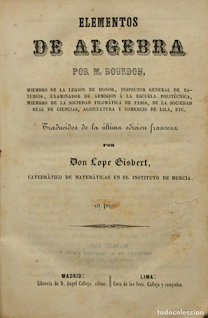 ELEMENTOS
DE ALGEBRA
POR M. BOURDON,
MIEMBRO DE LA LEGION DE HONOR, INSPECTOR GENERAL DE ES-
TUDIOS, EXAMINADOR DE ADMISION Á LA ESCUELA POLITÉCNICA,
MIEMBRO DE LA SOCIEDAD FILOMÁTICA DE PARIS, DE LA SOCIEDAD
REAL DE CIENCIAS, AGRICULTURA Y COMERCIO DE LILA, ETC,
Traducidos de la última edicion francesa
POR
Don Lope Gisbert,
CATEDRÁTICO DE MATEMÁTICAS EN EL INSTITUTO DE MURCIA.
MADRID:
Librería de D. Angel Calleja, editor.
LIMA:
Casa de los Sres. Calleja y compañia.
todocoleccion